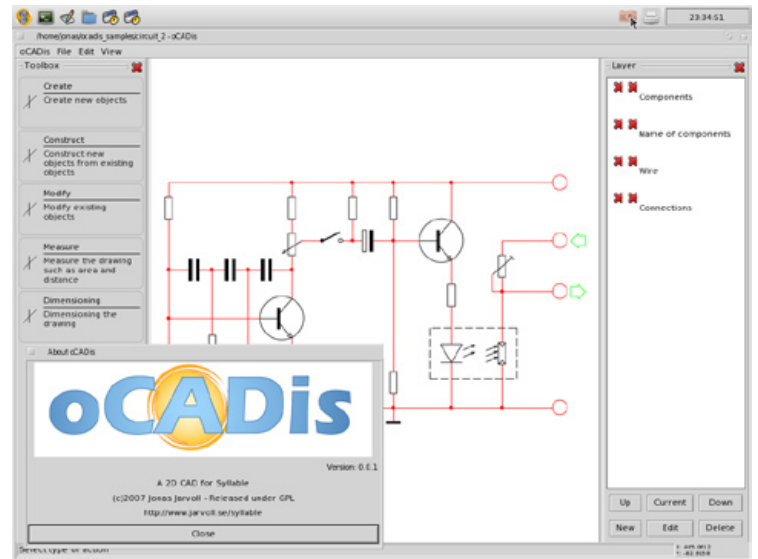 23:34:51
/home/jonas/ocadis_samples/circuit_2 - oCADis
oCADis File Edit View
Toolbox
Create
Create new objects
Construct
Construct new
objects from existing
objects
Modify
Modify existing
objects
Measure
Measure the drawing
such as area and
distance
Dimensioning
Dimensioning the
drawing
About oCADis
oCADis
Version: 0.0.1
A 2D CAD for Syllable
(c)2007 Jonas Jarvoll - Released under GPL
http://www.jarvoll.se/syllable
Close
Select type of action
Layer
Components
Name of components
Wire
Connections
Up Current Down
New Edit Delete